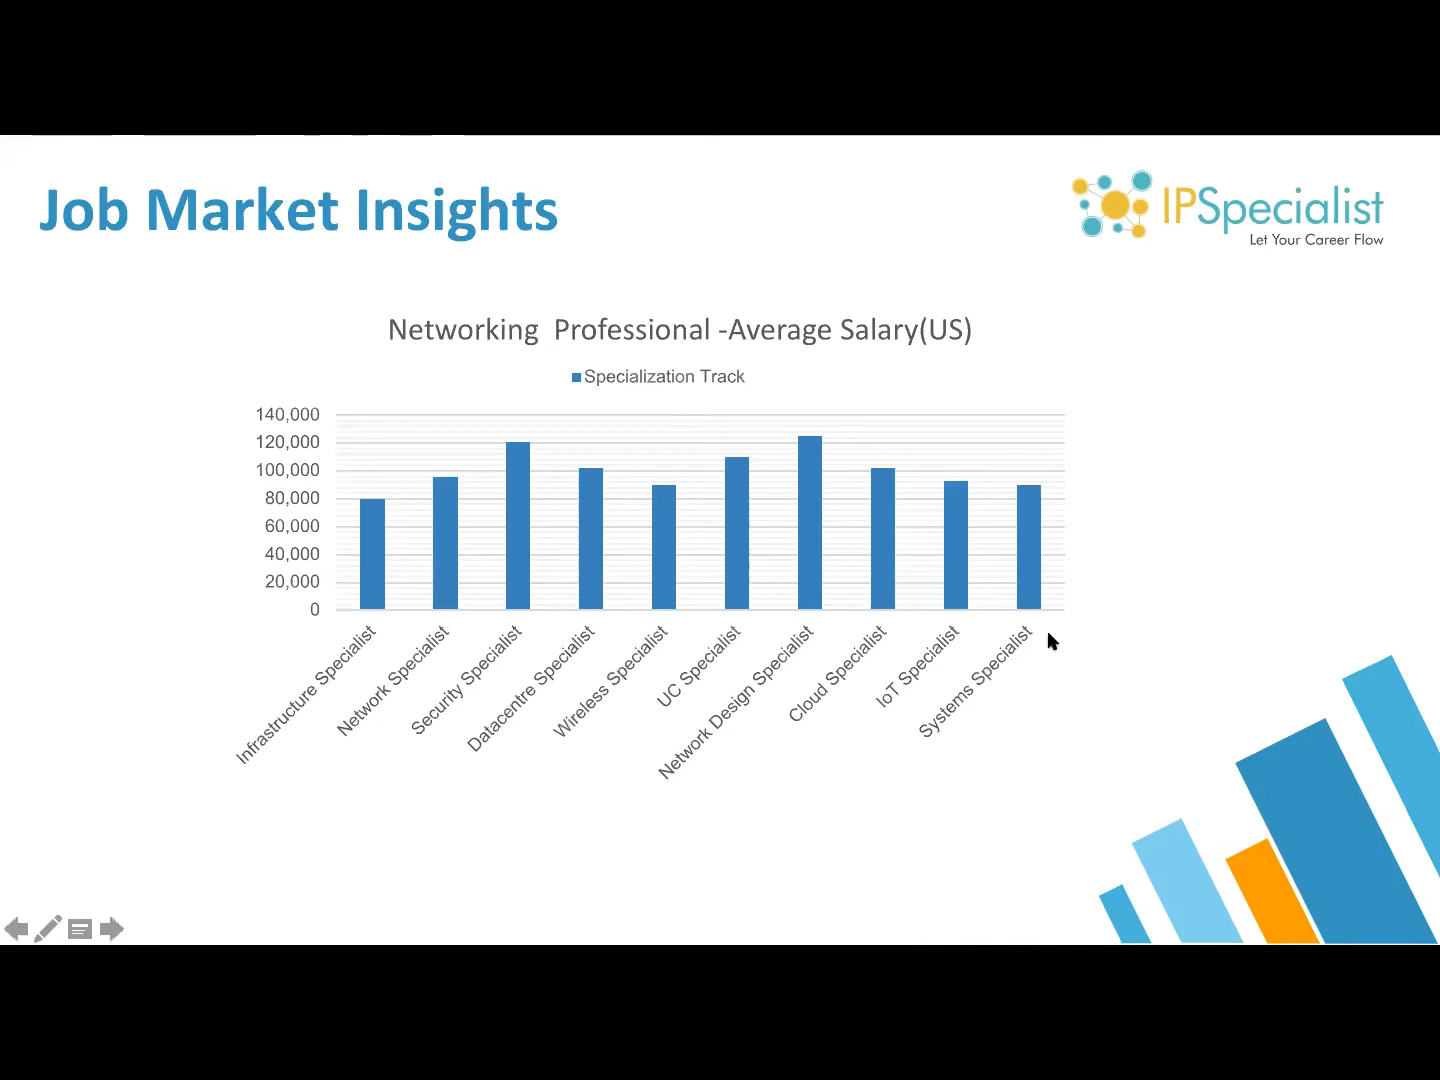 Job Market Insights
IPSpecialist
Let Your Career Flow
Networking  Professional -Average Salary(US)
Specialization Track
140,000
120,000
100,000
80,000
60,000
40,000
20,000
0
Infrastructure Specialist
Network Specialist
Security Specialist
Datacentre Specialist
Wireless Specialist
UC Specialist
Network Design Specialist
Cloud Specialist
IoT Specialist
Systems Specialist